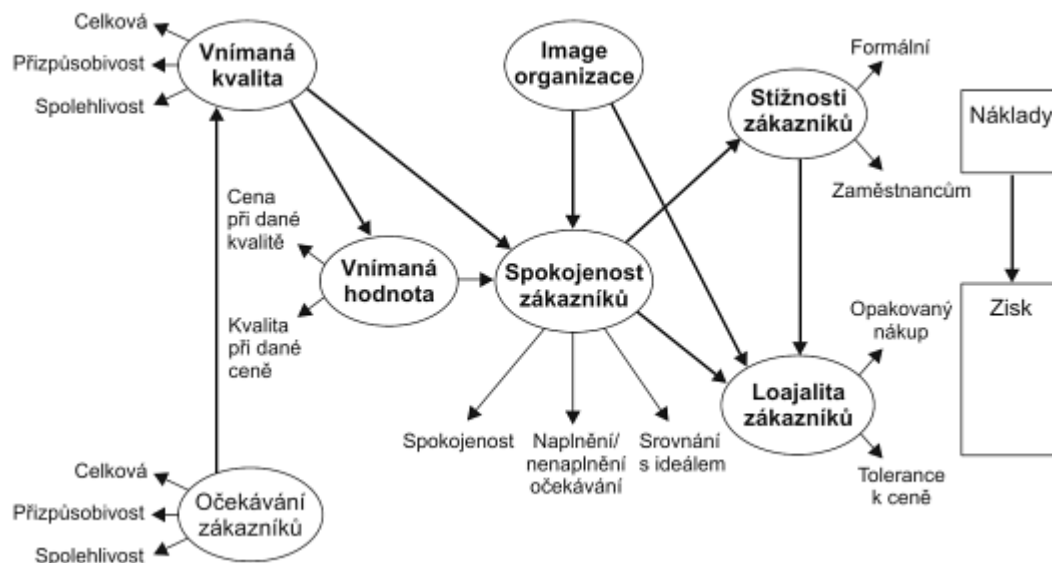 Celková
Přizpůsobivost
Spolehlivost
Vnímaná
kvalita
Image
organizace
Formální
Stížnosti
zákazníků
Zaměstnancům
Náklady
Cena
při dané
kvalitě
Vnímaná
hodnota
Kvalita
při dané
ceně
Spokojenost
zákazníků
Zisk
Opakovaný
nákup
Loajalita
zákazníků
Tolerance
k ceně
Spokojenost
Naplnění/
nenaplnění
očekávání
Srovnání
s ideálem
Celková
Přizpůsobivost
Spolehlivost
Očekávání
zákazníků